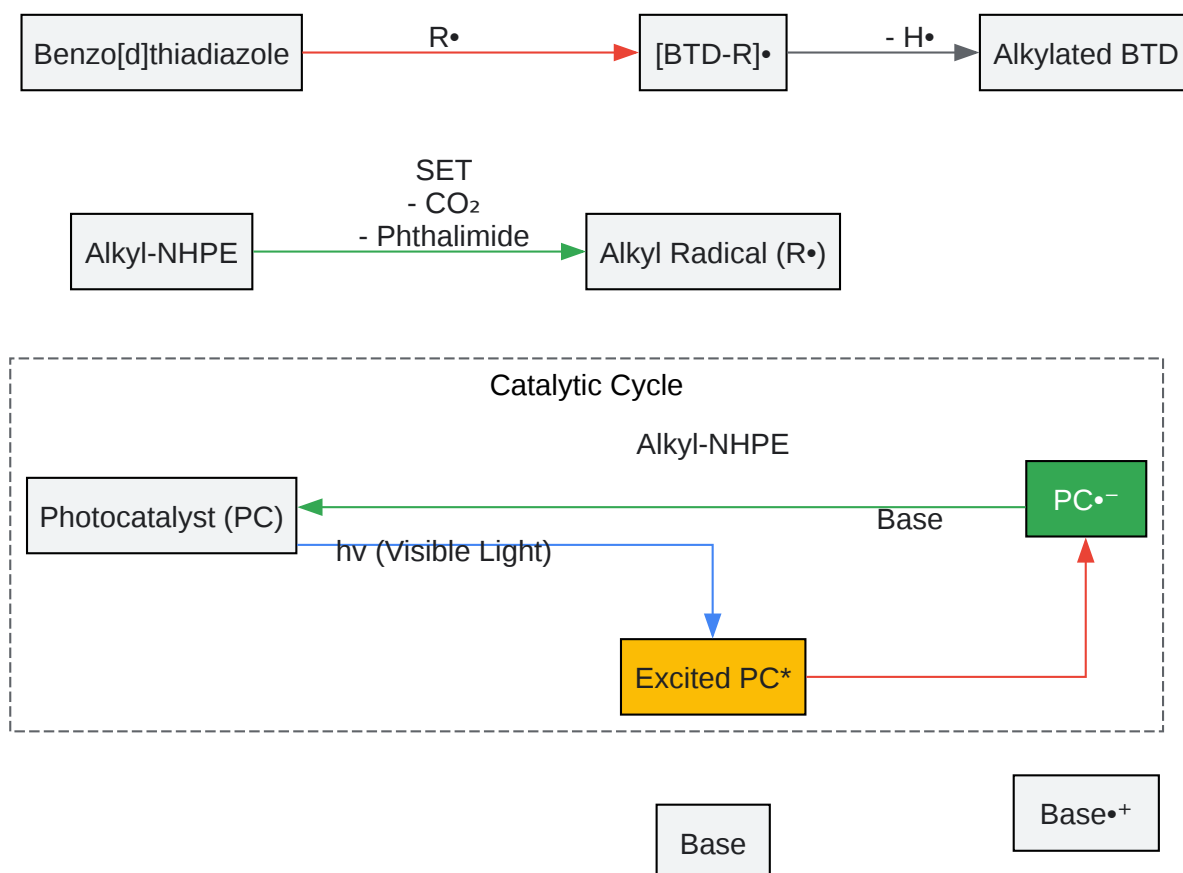 R•
- H•
Benzo[d]thiadiazole
[BTD-R]•
Alkylated BTD
SET
- CO₂
- Phthalimide
Alkyl-NHPE
Alkyl Radical (R•)
Catalytic Cycle
Alkyl-NHPE
PC•⁻
Photocatalyst (PC)
Base
hv (Visible Light)
Excited PC*
Base•⁺
Base